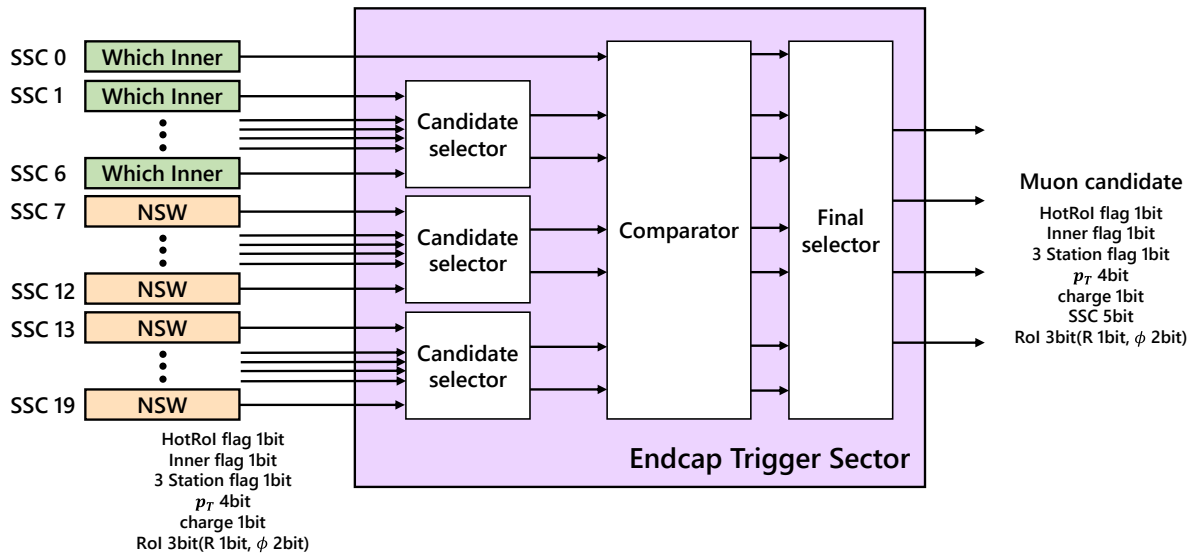 SSC 0
Which Inner
SSC 1
Which Inner
SSC 6
Which Inner
SSC 7
NSW
SSC 12
NSW
SSC 13
NSW
SSC 19
NSW
HotRoI flag 1bit
Inner flag 1bit
3 Station flag 1bit
p_T 4bit
charge 1bit
RoI 3bit(R 1bit, ϕ 2bit)
Candidate
selector
Candidate
selector
Candidate
selector
Comparator
Final
selector
Endcap Trigger Sector
Muon candidate
HotRoI flag 1bit
Inner flag 1bit
3 Station flag 1bit
p_T 4bit
charge 1bit
SSC 5bit
RoI 3bit(R 1bit, ϕ 2bit)